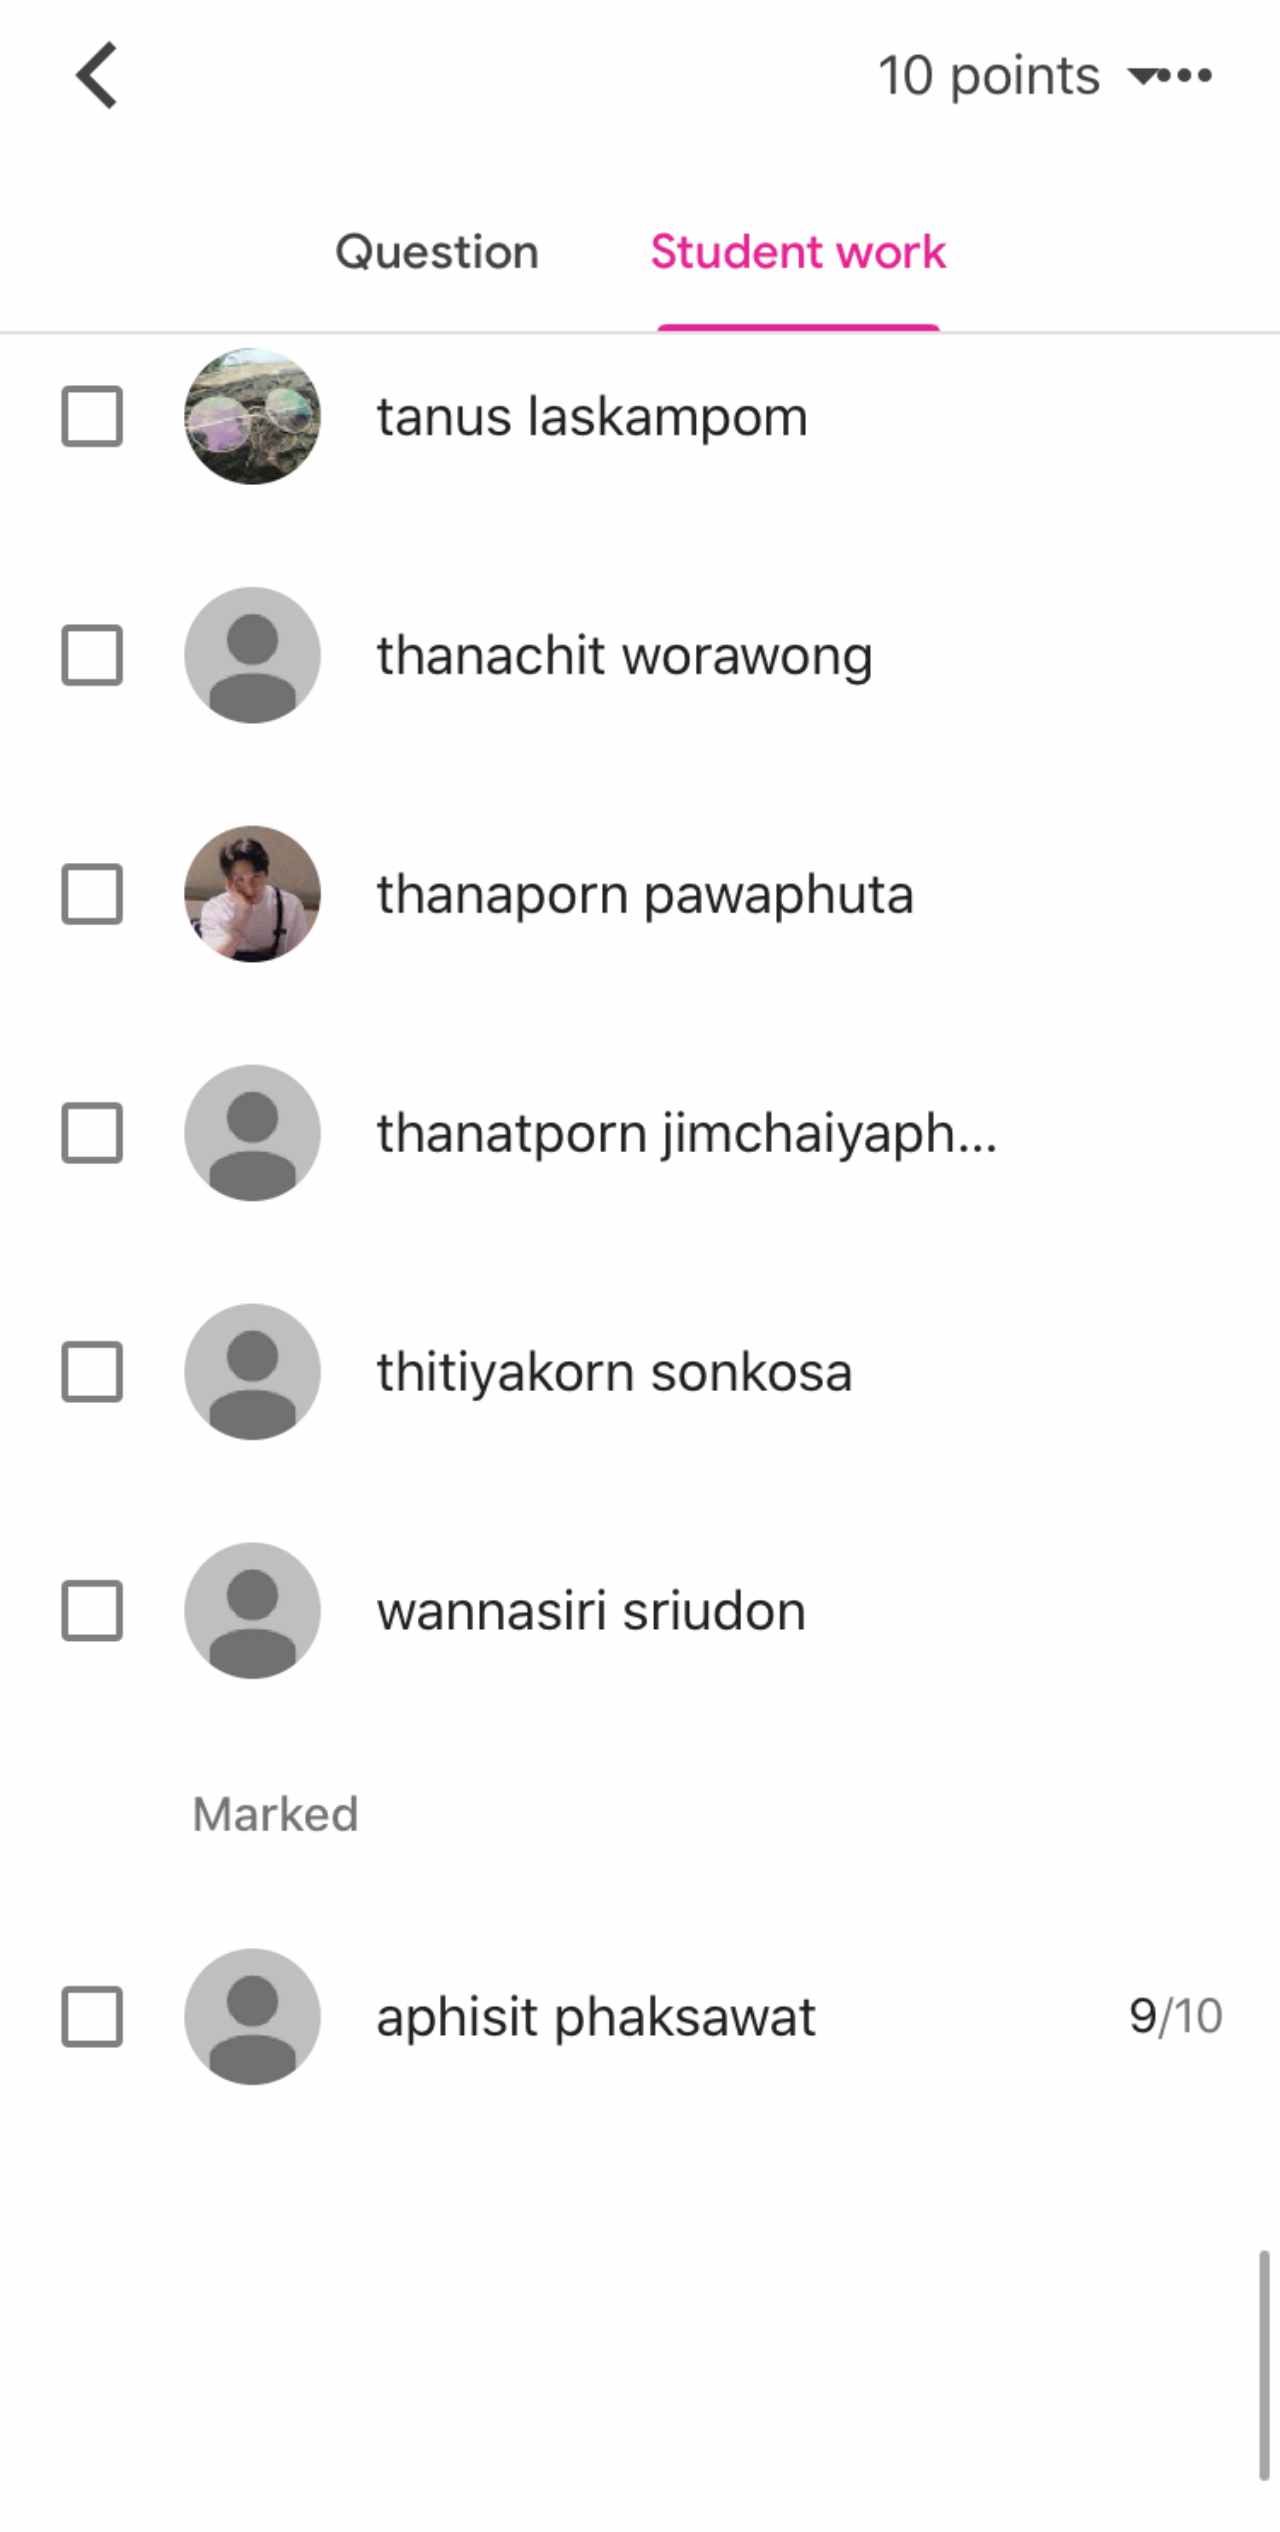 10 points
Question
Student work
tanus laskampom
thanachit worawong
thanaporn pawaphuta
thanatporn jimchaiyaph...
thitiyakorn sonkosa
wannasiri sriudon
Marked
aphisit phaksawat 9/10